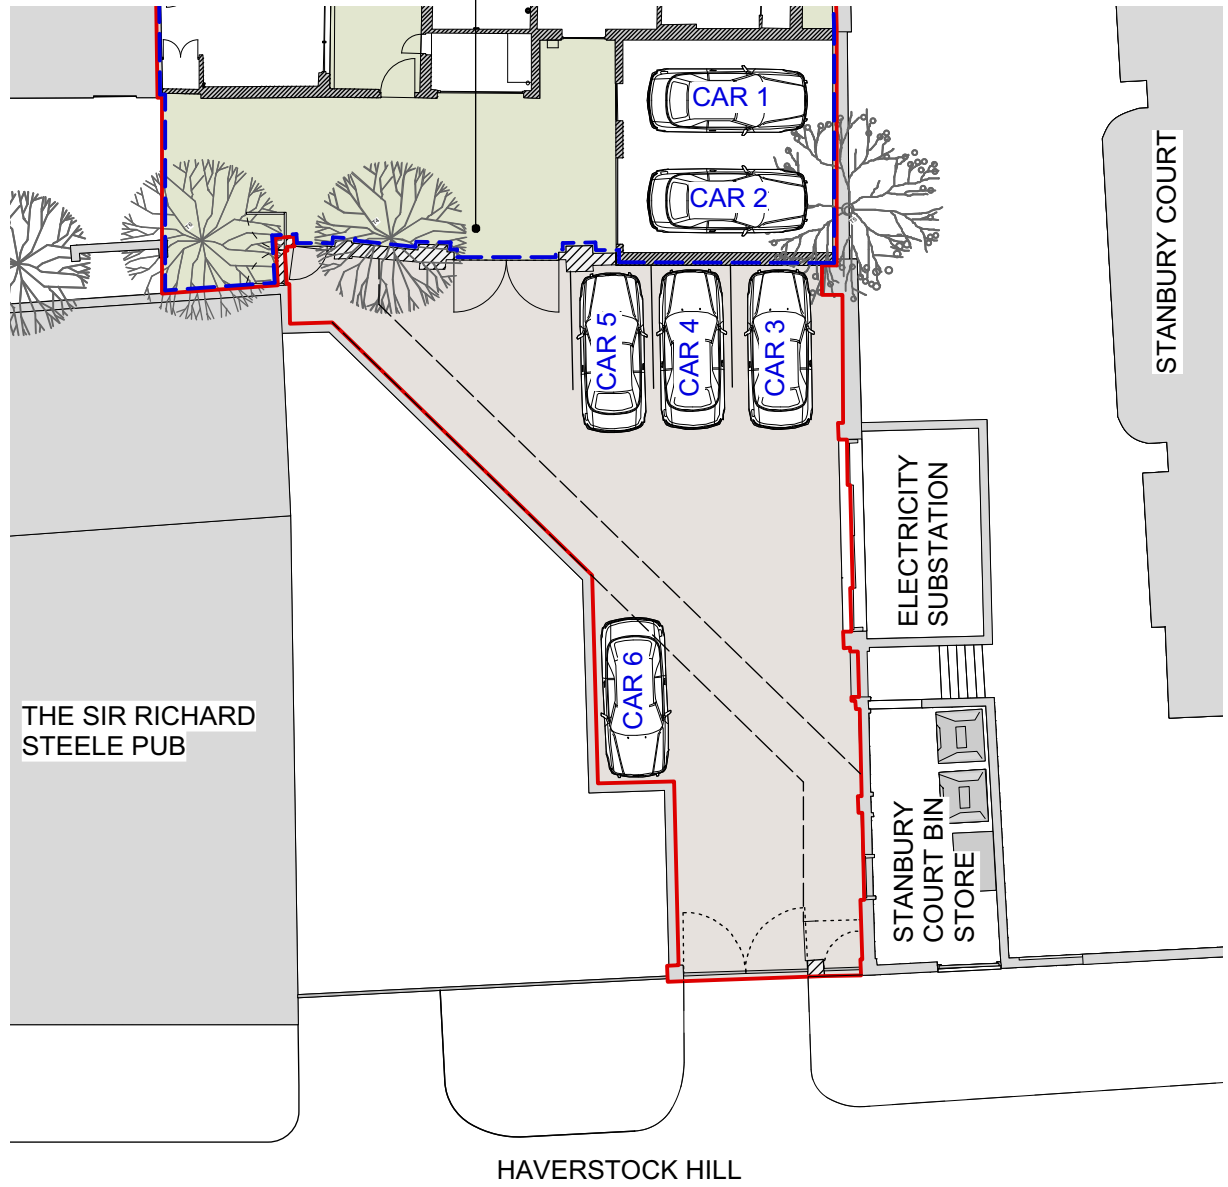 CAR 1
CAR 2
STANBURY COURT
CAR 5
CAR 4
CAR 3
ELECTRICITY
SUBSTATION
CAR 6
THE SIR RICHARD
STEELE PUB
STANBURY
COURT BIN
STORE
HAVERSTOCK HILL